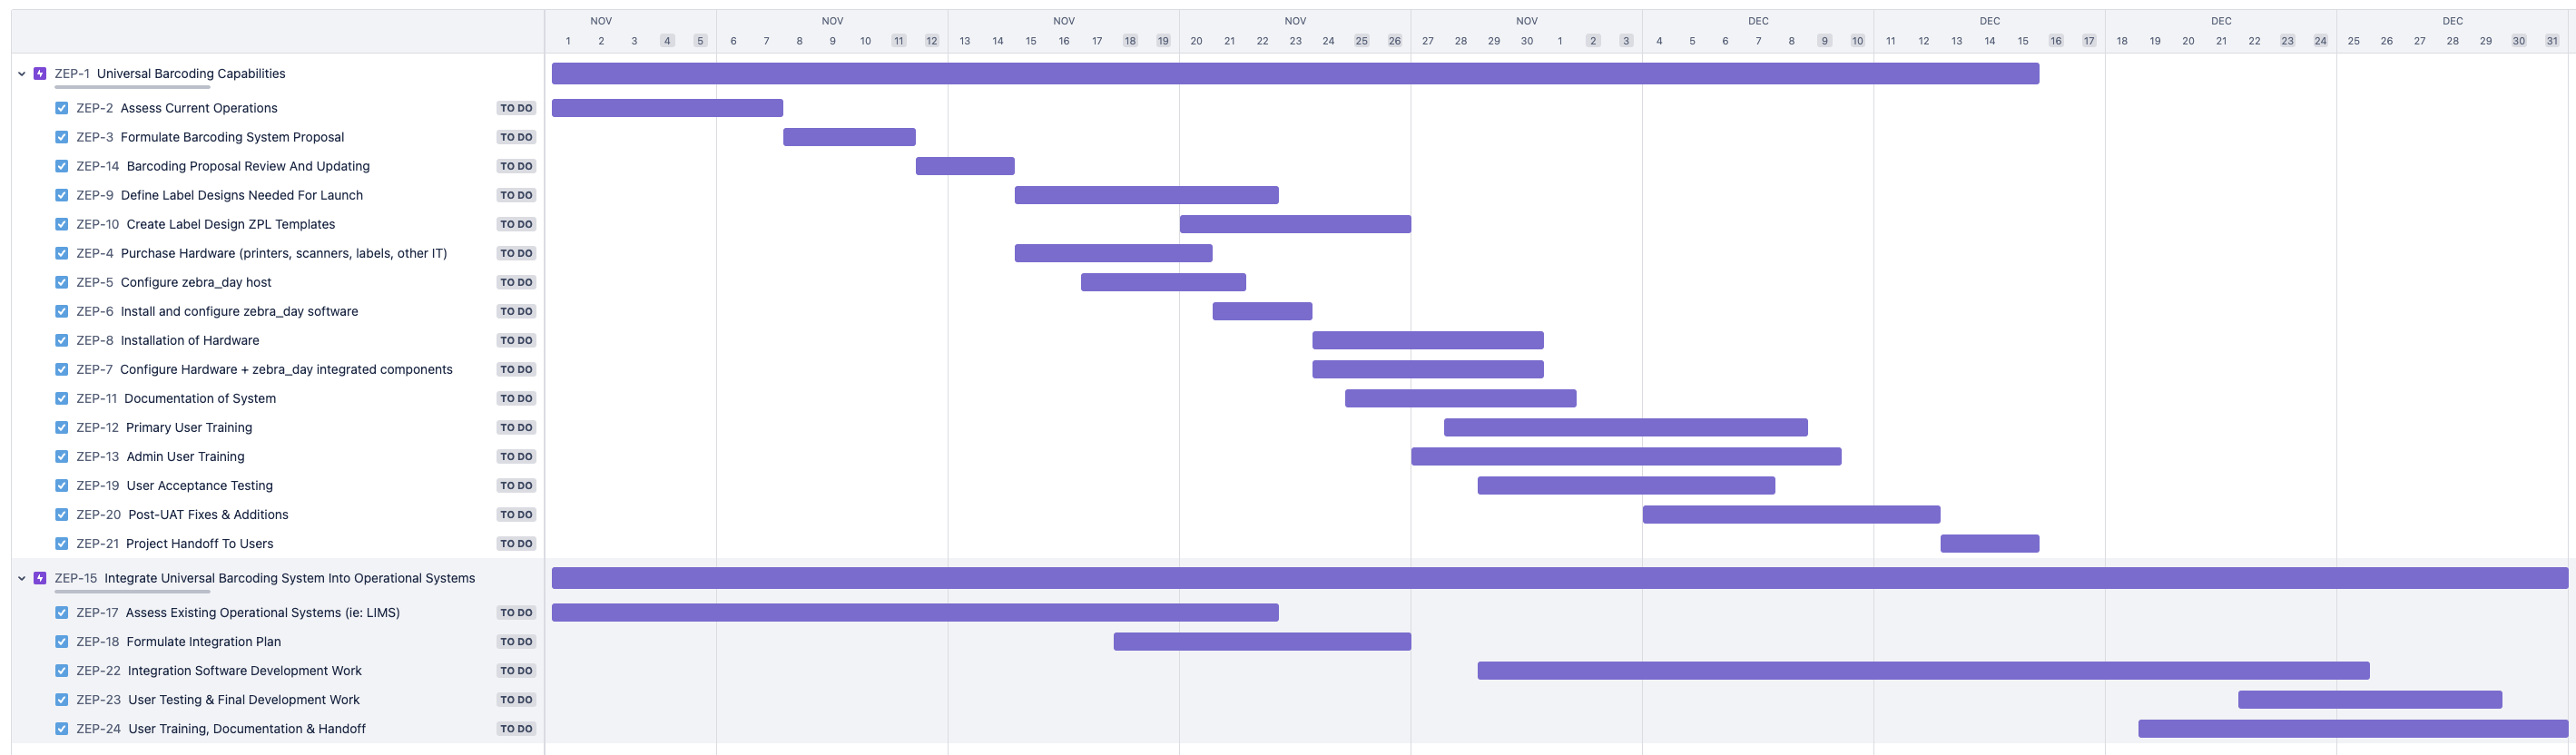 NOV NOV NOV NOV NOV DEC DEC DEC DEC
1 2 3 4 5 6 7 8 9 10 11 12 13 14 15 16 17 18 19 20 21 22 23 24 25 26 27 28 29 30 1 2 3 4 5 6 7 8 9 10 11 12 13 14 15 16 17 18 19 20 21 22 23 24 25 26 27 28 29 30 31
ZEP-1 Universal Barcoding Capabilities
ZEP-2 Assess Current Operations TO DO
ZEP-3 Formulate Barcoding System Proposal TO DO
ZEP-14 Barcoding Proposal Review And Updating TO DO
ZEP-9 Define Label Designs Needed For Launch TO DO
ZEP-10 Create Label Design ZPL Templates TO DO
ZEP-4 Purchase Hardware (printers, scanners, labels, other IT) TO DO
ZEP-5 Configure zebra_day host TO DO
ZEP-6 Install and configure zebra_day software TO DO
ZEP-8 Installation of Hardware TO DO
ZEP-7 Configure Hardware + zebra_day integrated components TO DO
ZEP-11 Documentation of System TO DO
ZEP-12 Primary User Training TO DO
ZEP-13 Admin User Training TO DO
ZEP-19 User Acceptance Testing TO DO
ZEP-20 Post-UAT Fixes & Additions TO DO
ZEP-21 Project Handoff To Users TO DO
ZEP-15 Integrate Universal Barcoding System Into Operational Systems
ZEP-17 Assess Existing Operational Systems (ie: LIMS) TO DO
ZEP-18 Formulate Integration Plan TO DO
ZEP-22 Integration Software Development Work TO DO
ZEP-23 User Testing & Final Development Work TO DO
ZEP-24 User Training, Documentation & Handoff TO DO